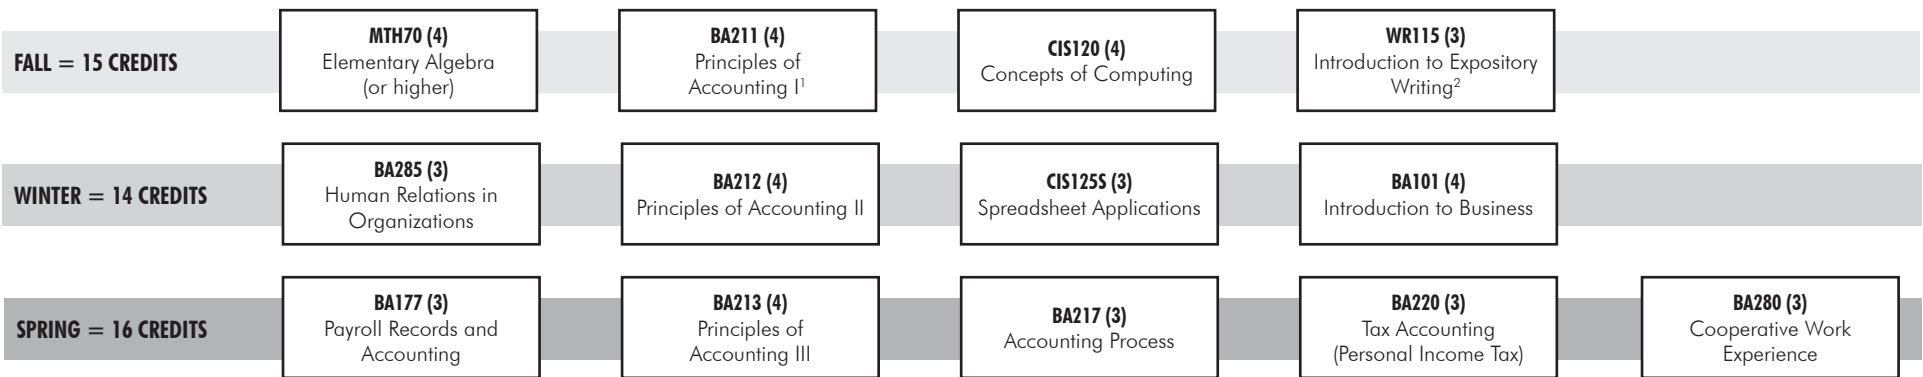 FALL = 15 CREDITS
MTH70 (4)
Elementary Algebra
(or higher)
BA211 (4)
Principles of
Accounting I¹
CIS120 (4)
Concepts of Computing
WR115 (3)
Introduction to Expository
Writing²
WINTER = 14 CREDITS
BA285 (3)
Human Relations in
Organizations
BA212 (4)
Principles of Accounting II
CIS125S (3)
Spreadsheet Applications
BA101 (4)
Introduction to Business
SPRING = 16 CREDITS
BA177 (3)
Payroll Records and
Accounting
BA213 (4)
Principles of
Accounting III
BA217 (3)
Accounting Process
BA220 (3)
Tax Accounting
(Personal Income Tax)
BA280 (3)
Cooperative Work
Experience